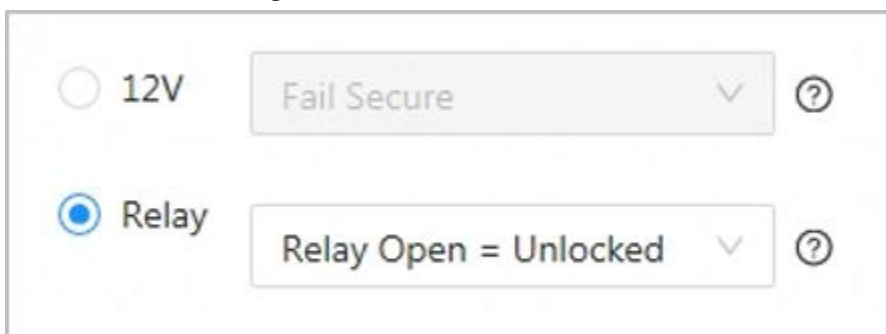 12V Fail Secure ?
Relay Relay Open = Unlocked ?